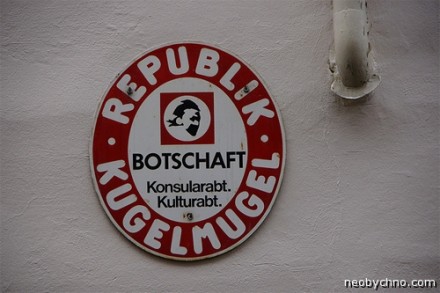 REPUBLIK
BOTSCHAFT
Konsularabt.
Kulturabt.
KUGELMUGEL
neobychno.com